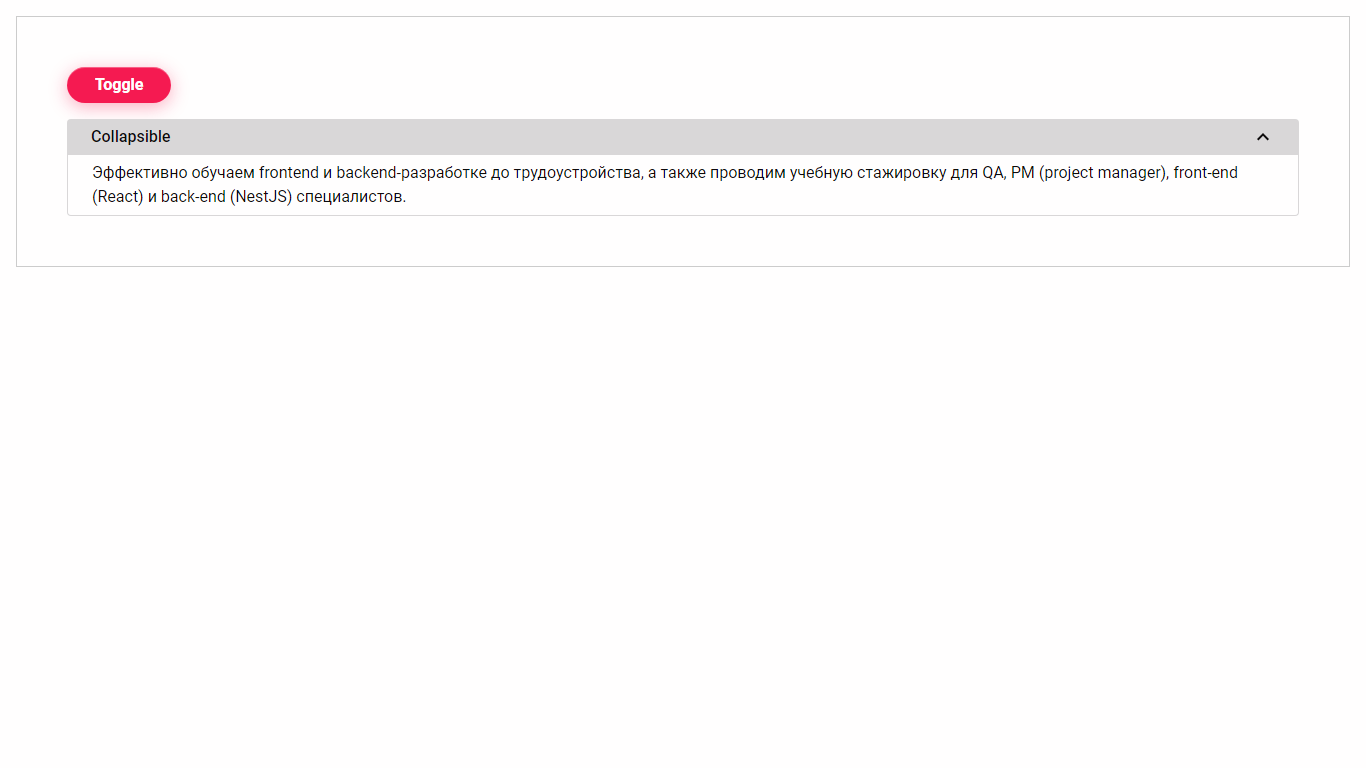 Toggle
Collapsible
Эффективно обучаем frontend и backend-разработке до трудоустройства, а также проводим учебную стажировку для QA, PM (project manager), front-end
(React) и back-end (NestJS) специалистов.